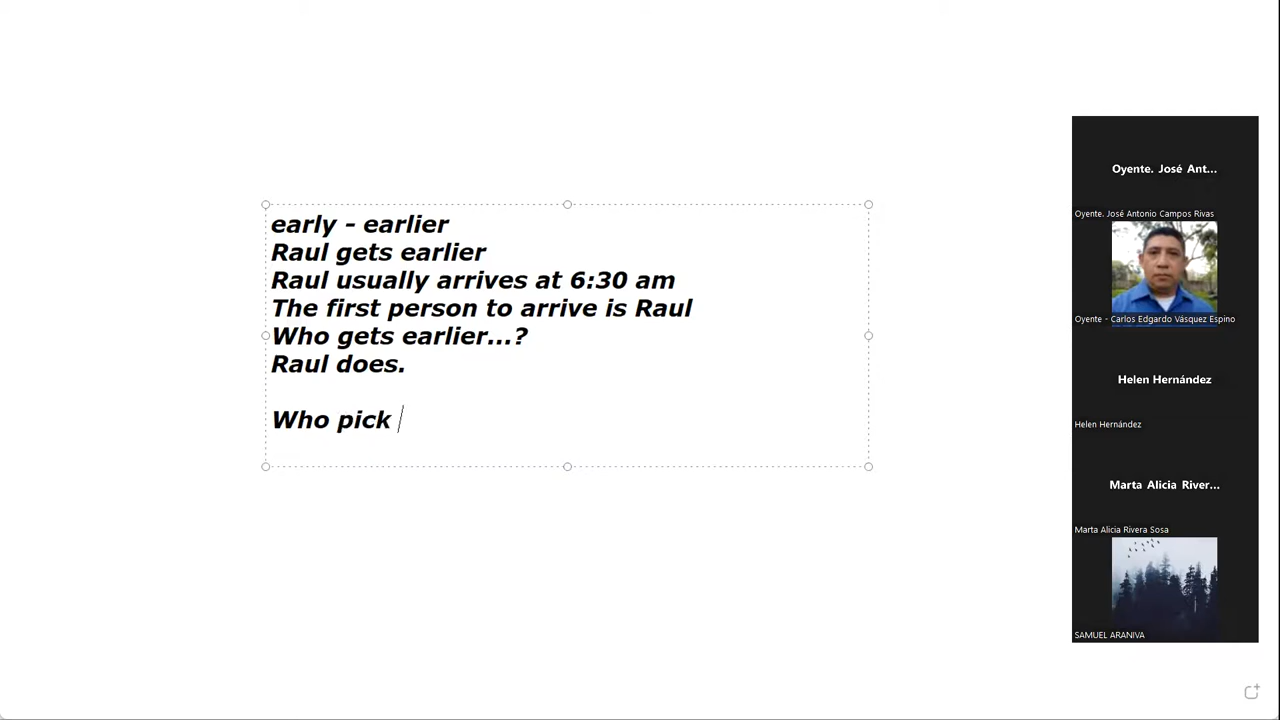 early - earlier
Raul gets earlier
Raul usually arrives at 6:30 am
The first person to arrive is Raul
Who gets earlier...?
Raul does.
Who pick
Oyente. José Ant...
Oyente. José Antonio Campos Rivas
Oyente - Carlos Edgardo Vásquez Espino
Helen Hernández
Helen Hernández
Marta Alicia River...
Marta Alicia Rivera Sosa
SAMUEL ARANIVA